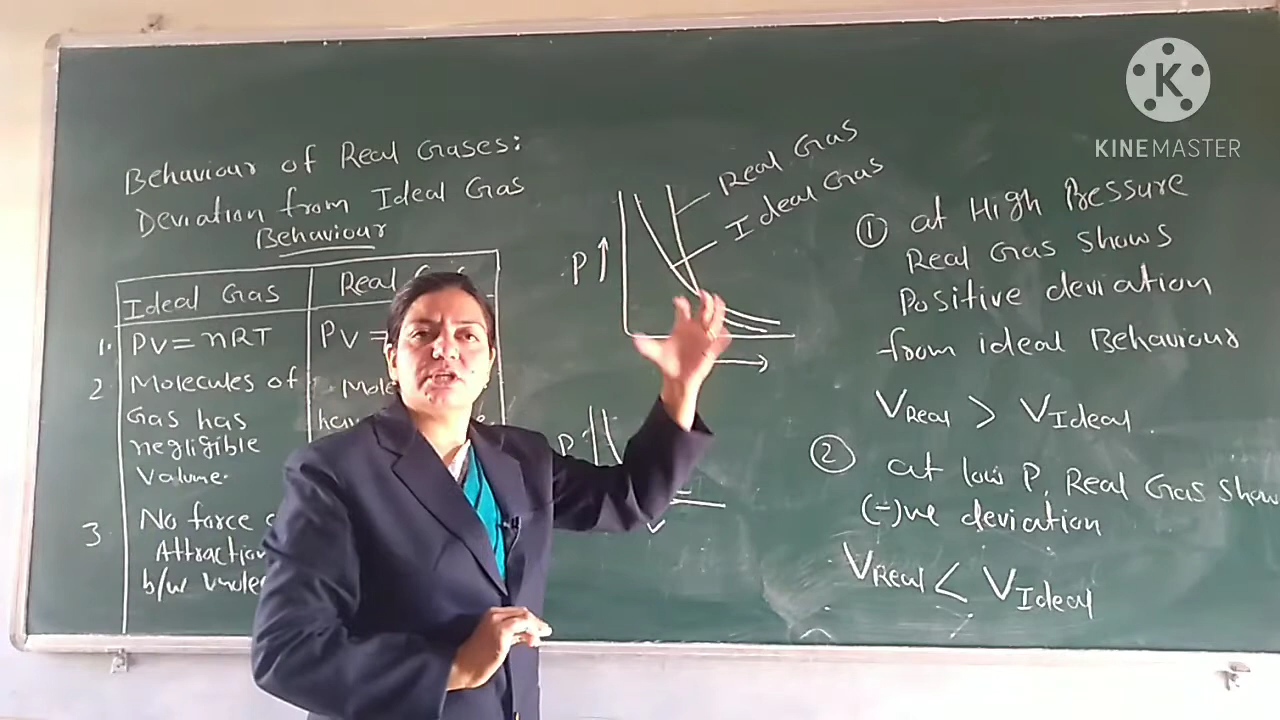 Behaviour of Real Gases:
Deviation from Ideal Gas
Behaviour
Ideal Gas
Real
1. PV = nRT
PV =
2 Molecules of
Gas has
negligible
Volume.
3. No force
Attraction
b/w
P↑
Real Gas
Ideal Gas
P
① at High Pressure
Real Gas shows
Positive deviation
from ideal Behaviour
VReal > VIdeal.
② at low P, Real Gas show
(-)ve deviation
VReal < VIdeal
K
KINEMASTER